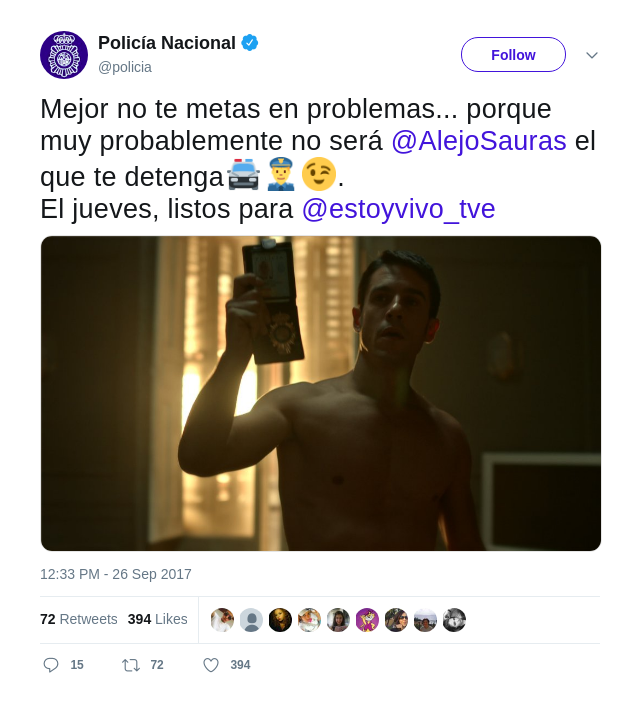 Policía Nacional
@policia
Follow
Mejor no te metas en problemas... porque
muy probablemente no será @AlejoSauras el
que te detenga🚔👮😉.
El jueves, listos para @estoyvivo_tve
12:33 PM - 26 Sep 2017
72 Retweets 394 Likes
15 72 394